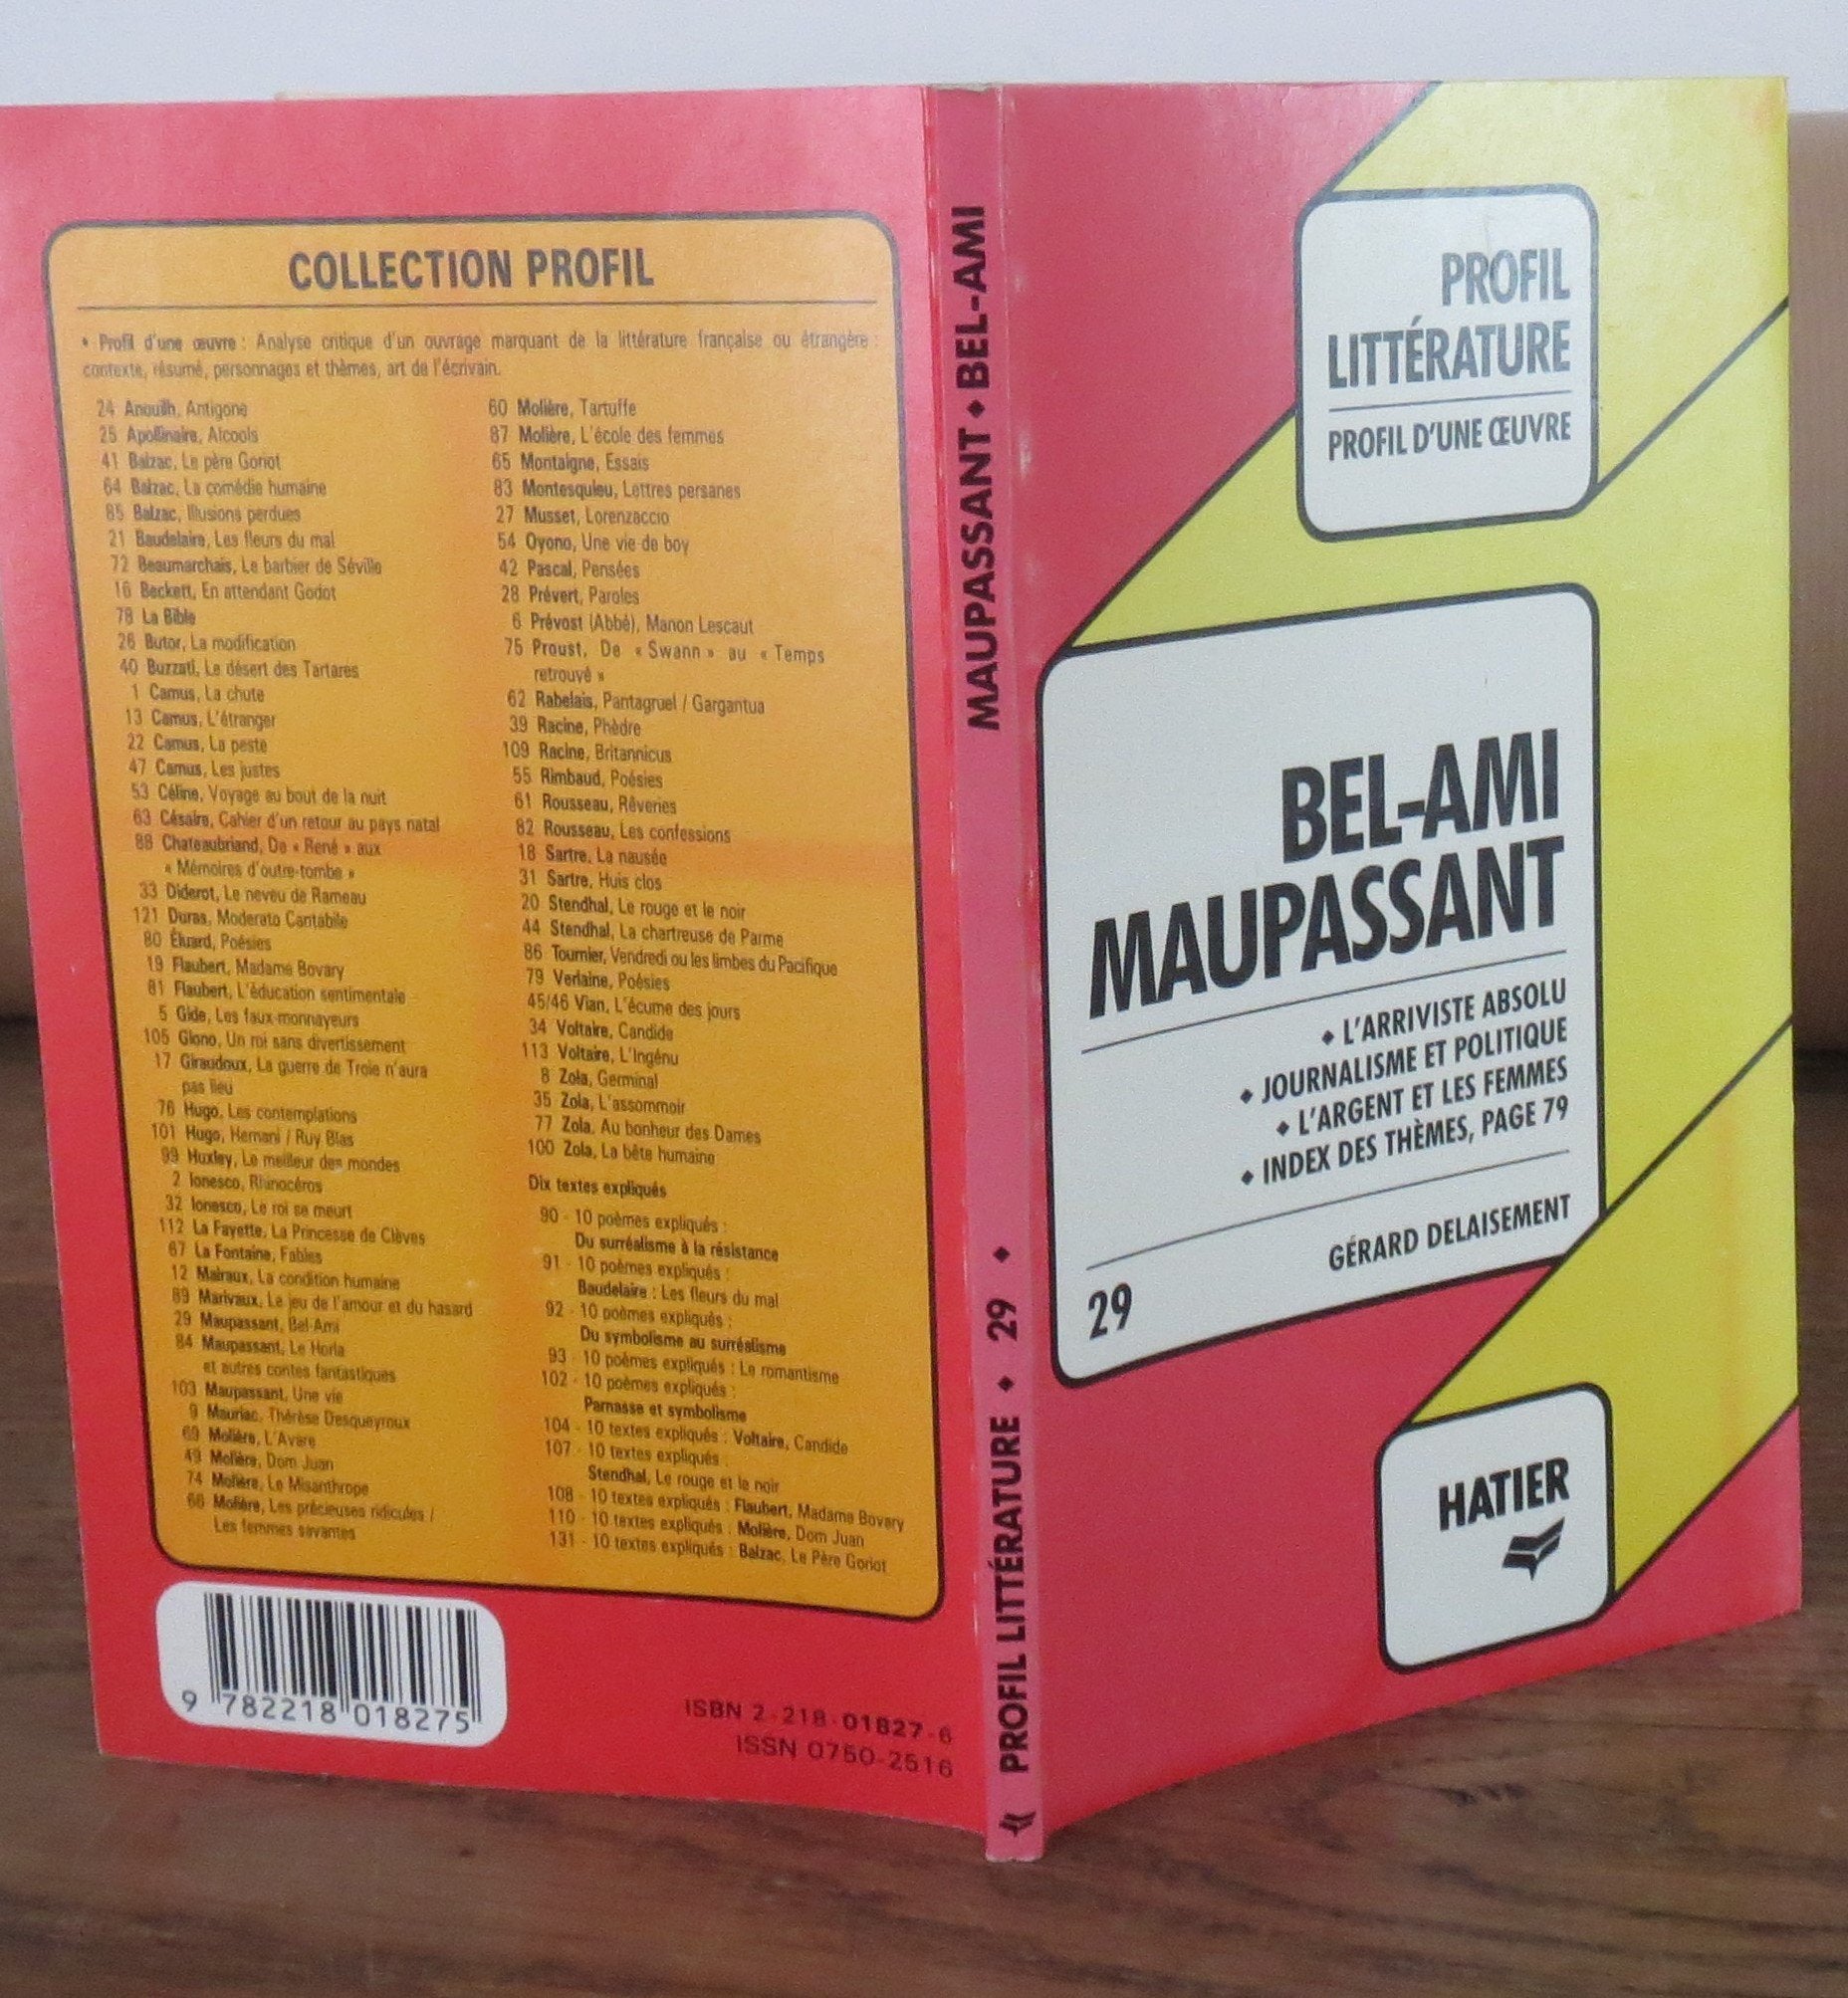 COLLECTION PROFIL
• Profil d'une œuvre : Analyse critique d'un ouvrage marquant de la littérature française ou étrangère :
contexte, résumé, personnages et thèmes, art de l'écrivain.
24 Anouilh, Antigone
25 Apollinaire, Alcools
41 Balzac, Le père Goriot
64 Balzac, La comédie humaine
85 Balzac, Illusions perdues
21 Baudelaire, Les fleurs du mal
72 Beaumarchais, Le barbier de Séville
16 Beckett, En attendant Godot
78 La Bible
26 Butor, La modification
40 Buzzati, Le désert des Tartares
1 Camus, La chute
13 Camus, L'étranger
22 Camus, La peste
47 Camus, Les justes
53 Céline, Voyage au bout de la nuit
63 Césaire, Cahier d'un retour au pays natal
88 Chateaubriand, De « René » aux
« Mémoires d'outre-tombe »
33 Diderot, Le neveu de Rameau
121 Duras, Moderato Cantabile
80 Éluard, Poésies
19 Flaubert, Madame Bovary
81 Flaubert, L'éducation sentimentale
5 Gide, Les faux-monnayeurs
105 Giono, Un roi sans divertissement
17 Giraudoux, La guerre de Troie n'aura
pas lieu
76 Hugo, Les contemplations
101 Hugo, Hernani / Ruy Blas
99 Huxley, Le meilleur des mondes
2 Ionesco, Rhinocéros
32 Ionesco, Le roi se meurt
112 La Fayette, La Princesse de Clèves
67 La Fontaine, Fables
12 Malraux, La condition humaine
89 Marivaux, Le jeu de l'amour et du hasard
29 Maupassant, Bel-Ami
84 Maupassant, Le Horla
et autres contes fantastiques
103 Maupassant, Une vie
9 Mauriac, Thérèse Desqueyroux
69 Molière, L'Avare
49 Molière, Dom Juan
74 Molière, Le Misanthrope
66 Molière, Les précieuses ridicules /
Les femmes savantes
60 Molière, Tartuffe
87 Molière, L'école des femmes
65 Montaigne, Essais
83 Montesquieu, Lettres persanes
27 Musset, Lorenzaccio
54 Oyono, Une vie de boy
42 Pascal, Pensées
28 Prévert, Paroles
6 Prévost (Abbé), Manon Lescaut
75 Proust, De « Swann » au « Temps
retrouvé »
62 Rabelais, Pantagruel / Gargantua
39 Racine, Phèdre
109 Racine, Britannicus
55 Rimbaud, Poésies
61 Rousseau, Rêveries
82 Rousseau, Les confessions
18 Sartre, La nausée
31 Sartre, Huis clos
20 Stendhal, Le rouge et le noir
44 Stendhal, La chartreuse de Parme
86 Tournier, Vendredi ou les limbes du Pacifique
79 Verlaine, Poésies
45/46 Vian, L'écume des jours
34 Voltaire, Candide
113 Voltaire, L'Ingénu
8 Zola, Germinal
35 Zola, L'assommoir
77 Zola, Au bonheur des Dames
100 Zola, La bête humaine
Dix textes expliqués
90 - 10 poèmes expliqués :
Du surréalisme à la résistance
91 - 10 poèmes expliqués :
Baudelaire : Les fleurs du mal
92 - 10 poèmes expliqués :
Du symbolisme au surréalisme
93 - 10 poèmes expliqués : Le romantisme
102 - 10 poèmes expliqués :
Parnasse et symbolisme
104 - 10 textes expliqués : Voltaire, Candide
107 - 10 textes expliqués :
Stendhal, Le rouge et le noir
108 - 10 textes expliqués : Flaubert, Madame Bovary
110 - 10 textes expliqués : Molière, Dom Juan
131 - 10 textes expliqués : Balzac, Le Père Goriot
9 782218 018275
ISBN 2-218-01827-6
ISSN 0750-2516
PROFIL LITTÉRATURE ◆ 29 ◆ MAUPASSANT ◆ BEL-AMI
PROFIL
LITTÉRATURE
PROFIL D'UNE ŒUVRE
BEL-AMI
MAUPASSANT
◆ L'ARRIVISTE ABSOLU
◆ JOURNALISME ET POLITIQUE
◆ L'ARGENT ET LES FEMMES
◆ INDEX DES THÈMES, PAGE 79
GÉRARD DELAISEMENT
29
HATIER